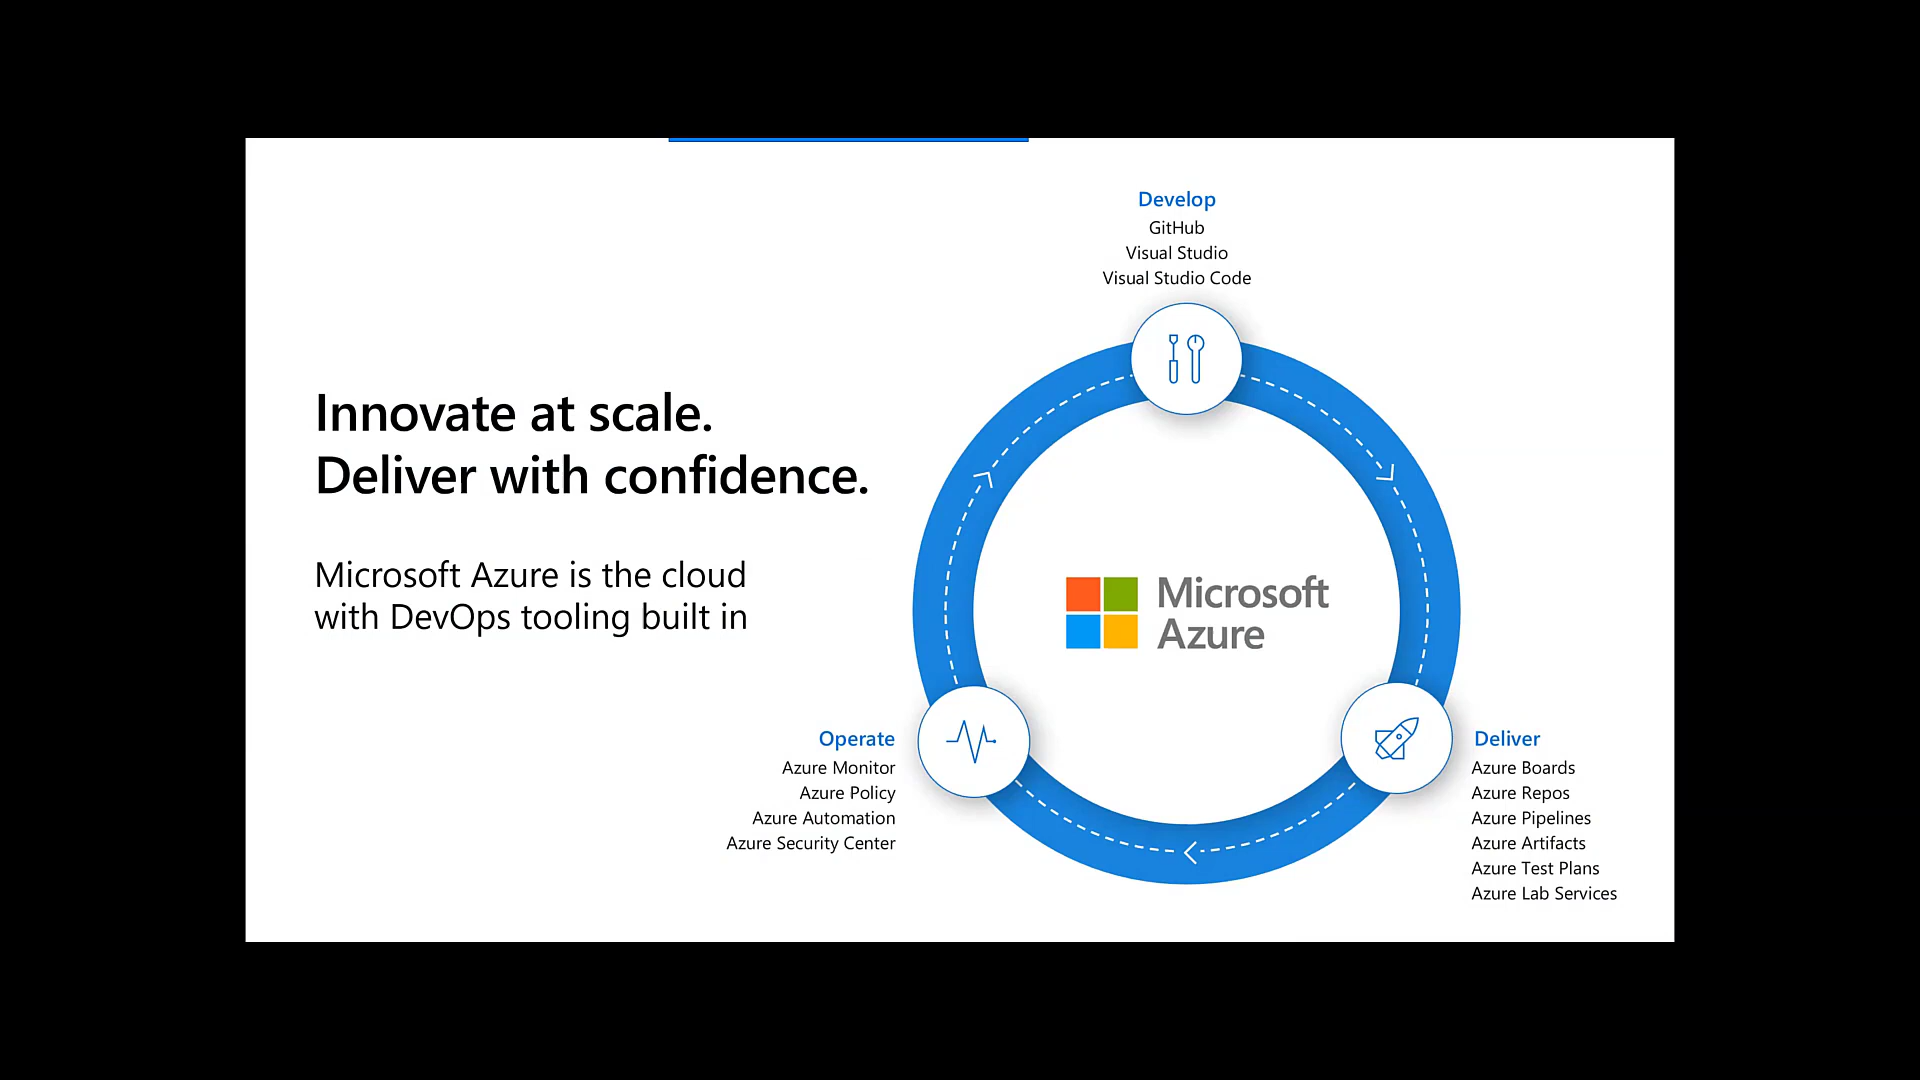 Innovate at scale.
Deliver with confidence.
Microsoft Azure is the cloud
with DevOps tooling built in
Develop
GitHub
Visual Studio
Visual Studio Code
Microsoft
Azure
Operate
Azure Monitor
Azure Policy
Azure Automation
Azure Security Center
Deliver
Azure Boards
Azure Repos
Azure Pipelines
Azure Artifacts
Azure Test Plans
Azure Lab Services